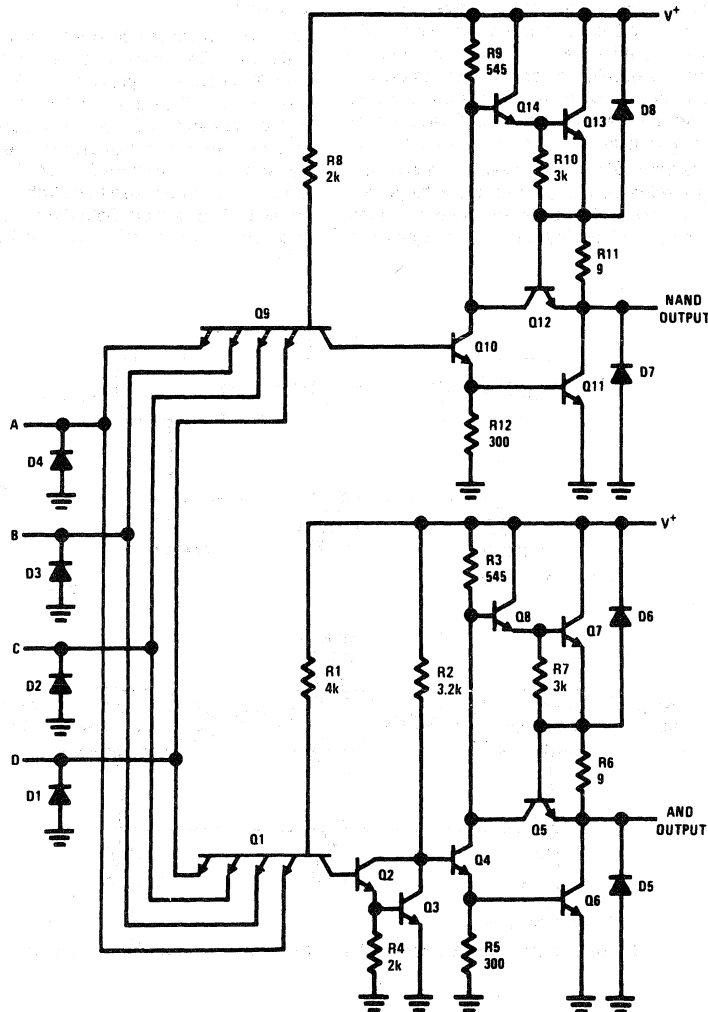 V+
R9
545
Q14
Q13
D8
R8
2k
R10
3k
R11
9
Q9
Q12
NAND
OUTPUT
Q10
Q11
D7
A
R12
300
D4
V+
B
R3
545
D3
Q8
Q7
D6
C
R1
4k
R2
3.2k
R7
3k
D2
D
R6
9
D1
Q5
AND
OUTPUT
Q1
Q2
Q4
Q3
Q6
D5
R4
2k
R5
300